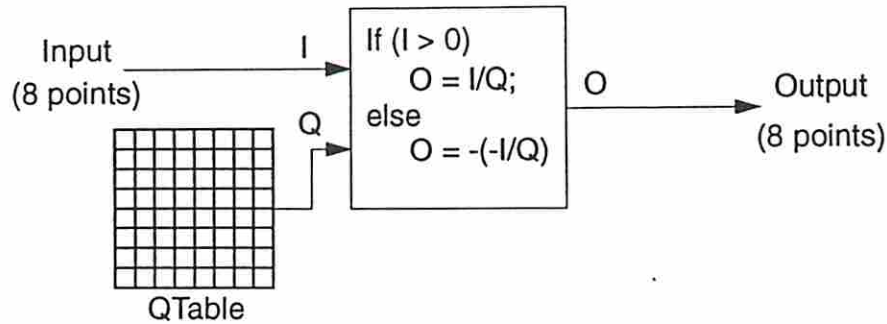 Input
(8 points)
I
Q
QTable
If (I > 0)
O = I/Q;
else
O = -(-I/Q)
O
Output
(8 points)